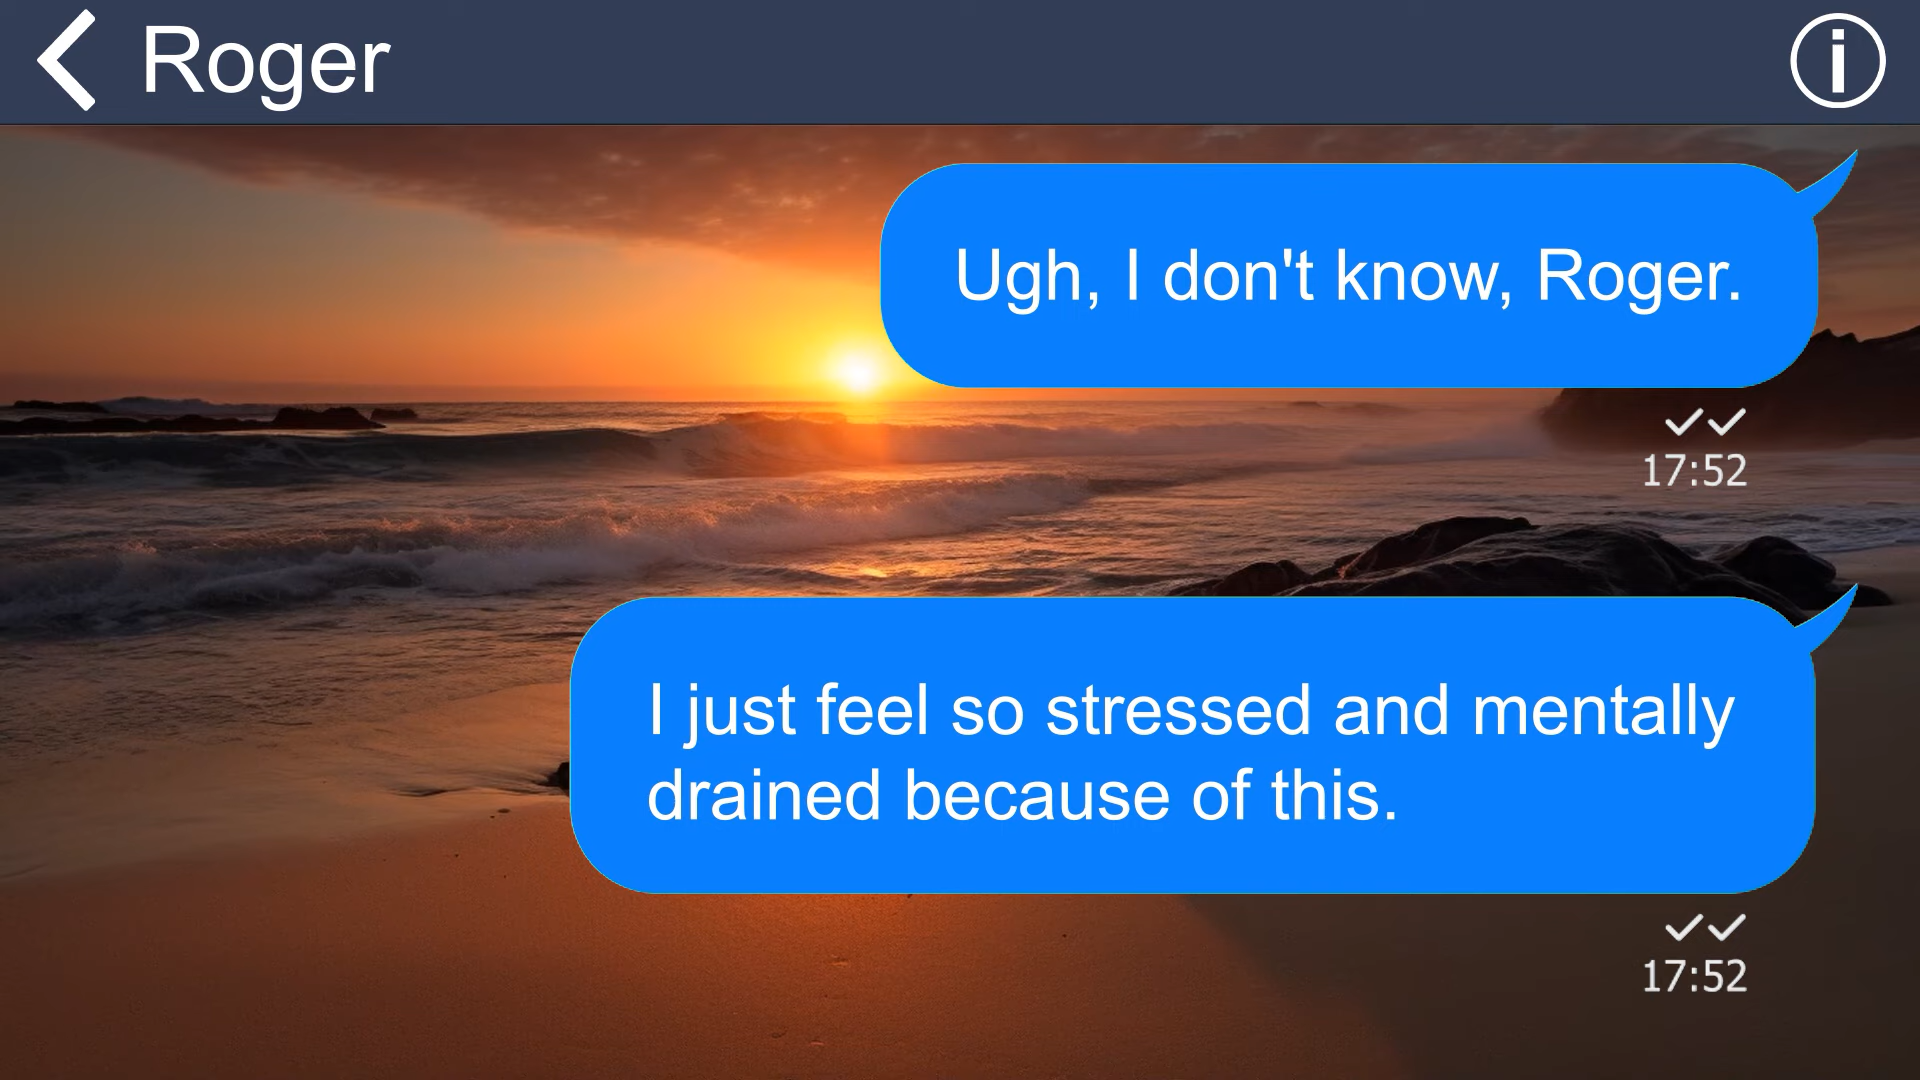 Roger
Ugh, I don't know, Roger.
17:52
I just feel so stressed and mentally
drained because of this.
17:52